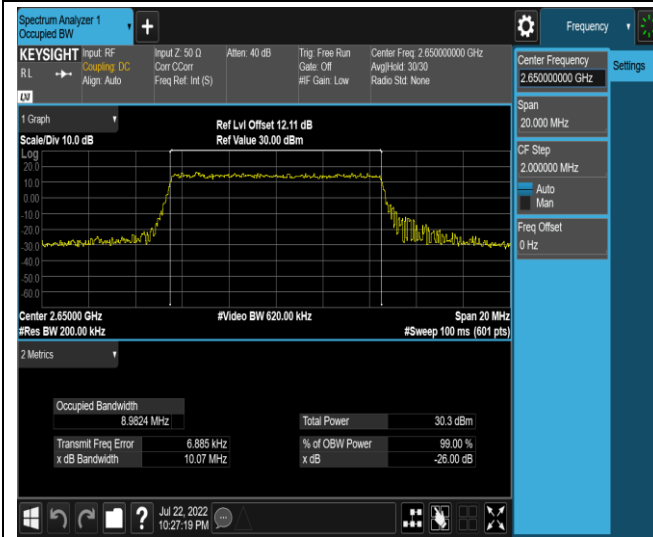 Spectrum Analyzer 1
Occupied BW
+
Frequency
KEYSIGHT
RL
LXI
Input: RF
Coupling: DC
Align: Auto
Input Z: 50 Ω
Corr CCorr
Freq Ref: Int (S)
Atten: 40 dB
Trig: Free Run
Gate: Off
#IF Gain: Low
Center Freq: 2.650000000 GHz
Avg|Hold: 30/30
Radio Std: None
Center Frequency
2.650000000 GHz
Settings
Span
20.000 MHz
CF Step
2.000000 MHz
Auto
Man
Freq Offset
0 Hz
1 Graph
Scale/Div 10.0 dB
Ref Lvl Offset 12.11 dB
Ref Value 30.00 dBm
Log
20.0
10.0
0.00
-10.0
-20.0
-30.0
-40.0
-50.0
-60.0
Center 2.65000 GHz
#Res BW 200.00 kHz
#Video BW 620.00 kHz
Span 20 MHz
#Sweep 100 ms (601 pts)
2 Metrics
Occupied Bandwidth
8.9824 MHz
Transmit Freq Error 6.885 kHz
x dB Bandwidth 10.07 MHz
Total Power 30.3 dBm
% of OBW Power 99.00 %
x dB -26.00 dB
?
Jul 22, 2022
10:27:19 PM